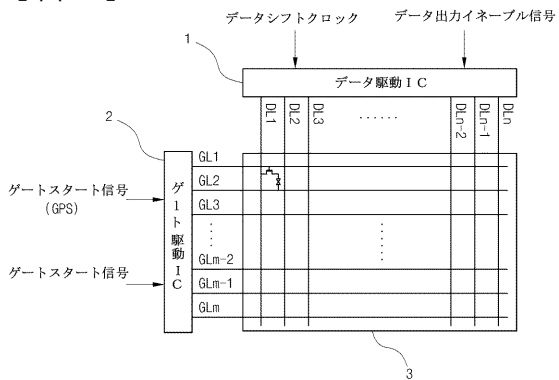 データシフトクロック
データ出力イネーブル信号
1
データ駆動IC
DL1
DL2
DL3
......
DLn-2
DLn-1
DLn
2
ゲート駆動IC
GL1
GL2
GL3
GLm-2
GLm-1
GLm
ゲートスタート信号
(GPS)
ゲートスタート信号
3